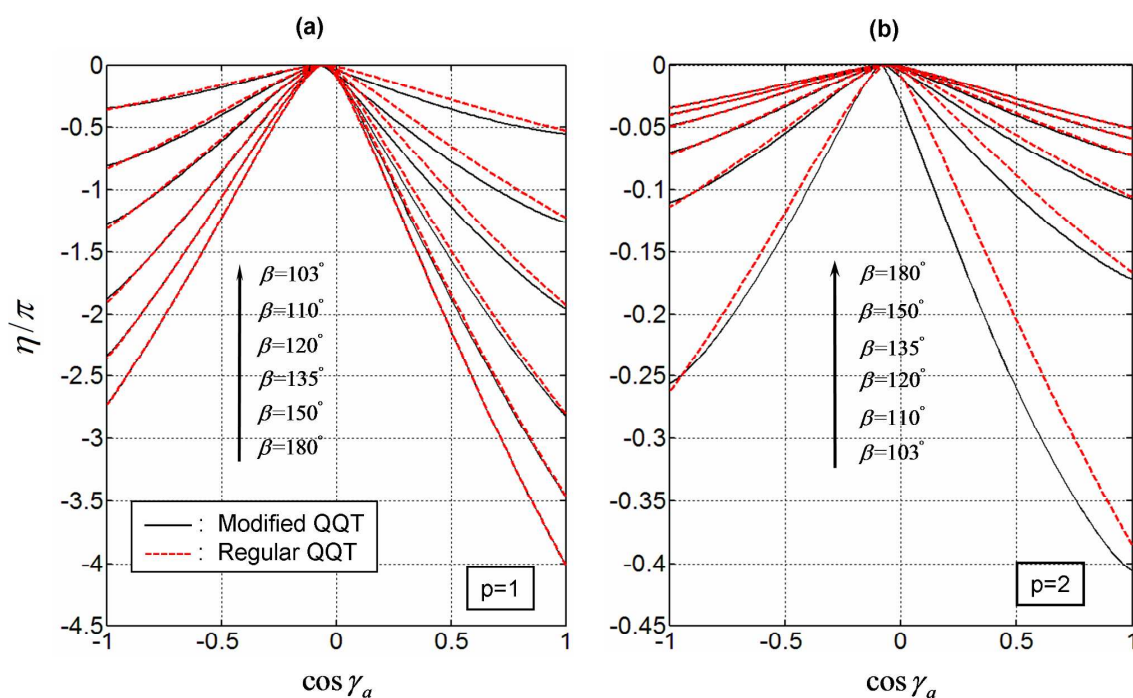 (a)
0
-0.5
-1
-1.5
-2
-2.5
-3
-3.5
-4
-4.5
η/π
β=103°
β=110°
β=120°
β=135°
β=150°
β=180°
: Modified QQT
: Regular QQT
p=1
-1 -0.5 0 0.5 1
cos γₐ
(b)
0
-0.05
-0.1
-0.15
-0.2
-0.25
-0.3
-0.35
-0.4
-0.45
β=180°
β=150°
β=135°
β=120°
β=110°
β=103°
p=2
-1 -0.5 0 0.5 1
cos γₐ